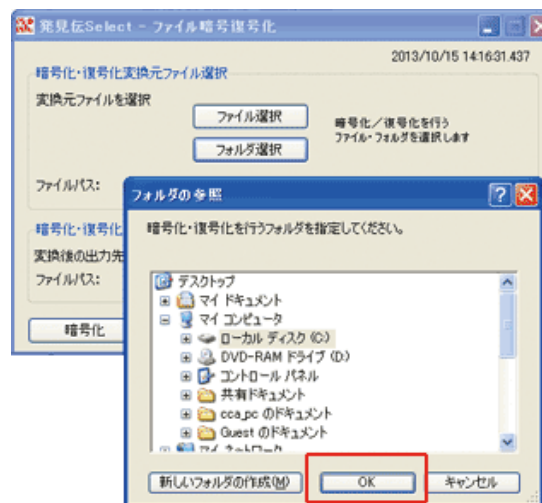 発見伝Select - ファイル暗号復号化
2013/10/15 14:16:31.437
暗号化・復号化変換元ファイル選択
変換元ファイルを選択
ファイル選択
フォルダ選択
暗号化／復号化を行う
ファイル・フォルダを選択します
ファイルパス:
フォルダの参照
暗号化・復号化
変換後の出力先
ファイルパス:
暗号化
暗号化・復号化を行うフォルダを指定してください。
デスクトップ
マイ ドキュメント
マイ コンピュータ
ローカル ディスク (C:)
DVD-RAM ドライブ (D:)
コントロール パネル
共有ドキュメント
cca_pc のドキュメント
Guest のドキュメント
マイ ネットワーク
新しいフォルダの作成(M)
OK
キャンセル